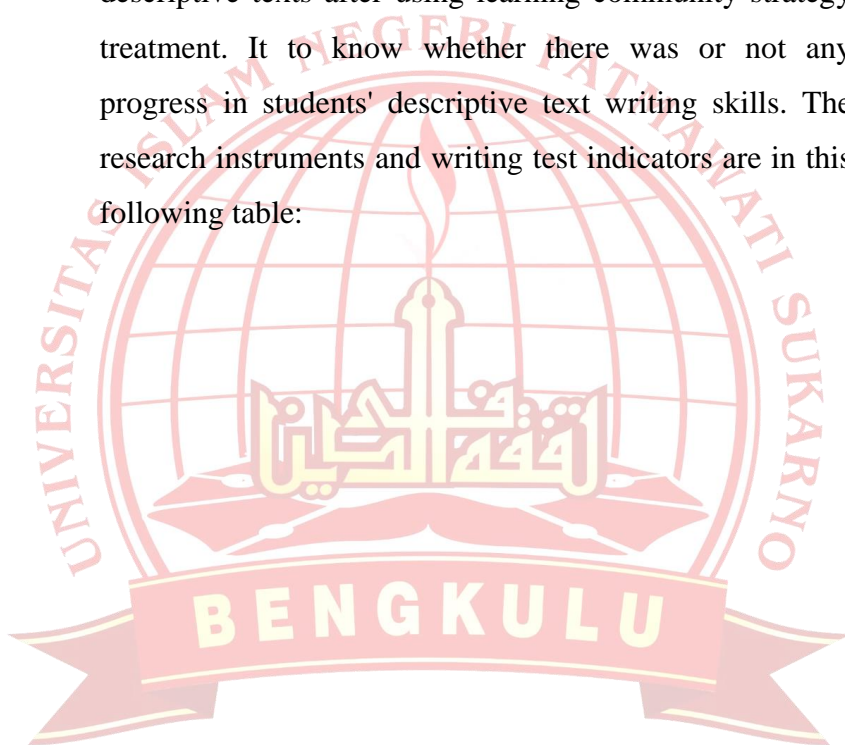 descriptive texts after using learning community strategy
treatment. It to know whether there was or not any
progress in students' descriptive text writing skills. The
research instruments and writing test indicators are in this
following table:
UNIVERSITAS ISLAM NEGERI FATMAWATI SUKARNO
BENGKULU